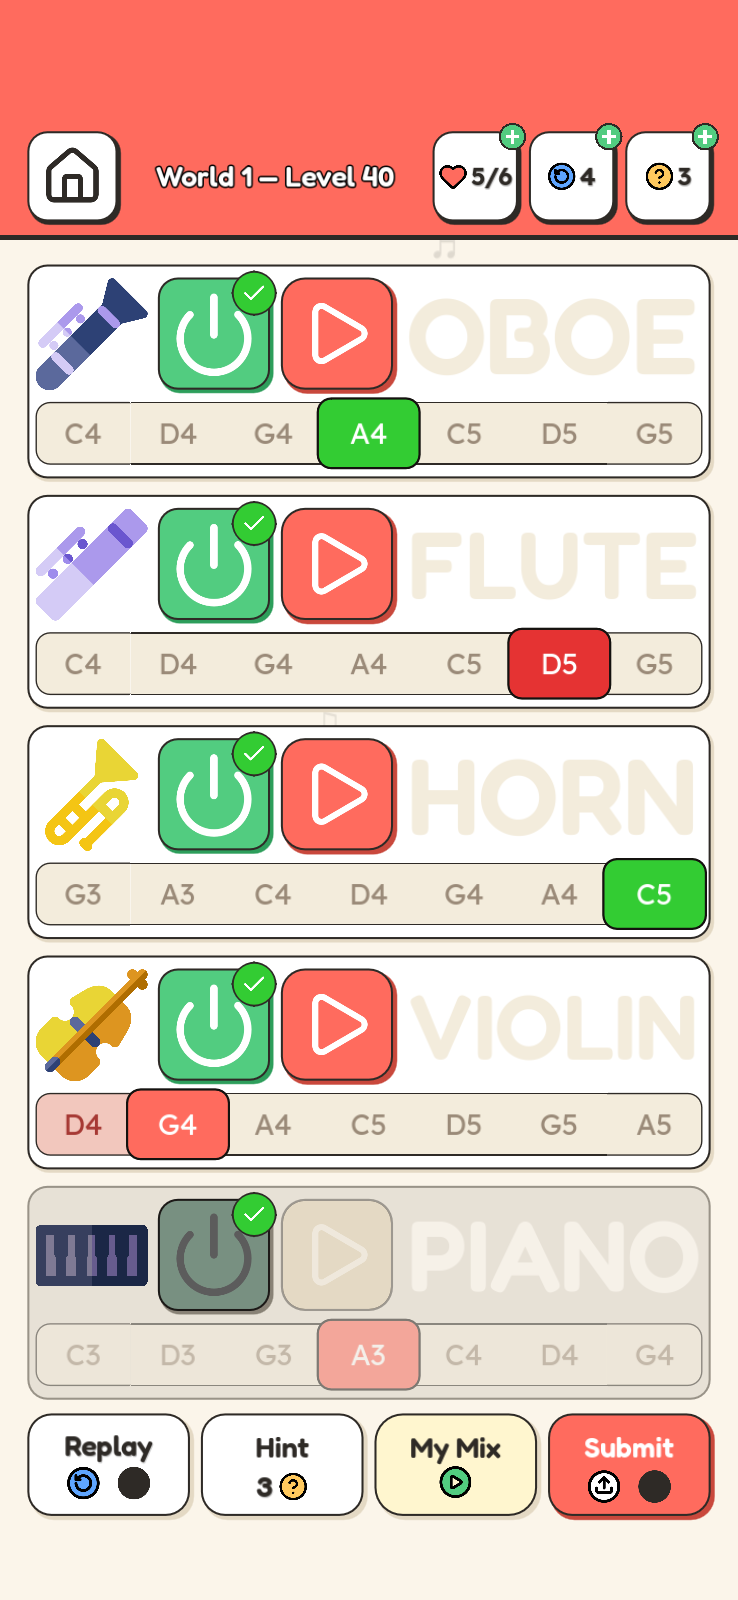 World 1 – Level 40
5/6
4
3
OBOE
C4 D4 G4 A4 C5 D5 G5
FLUTE
C4 D4 G4 A4 C5 D5 G5
HORN
G3 A3 C4 D4 G4 A4 C5
VIOLIN
D4 G4 A4 C5 D5 G5 A5
PIANO
C3 D3 G3 A3 C4 D4 G4
Replay
Hint
3
My Mix
Submit